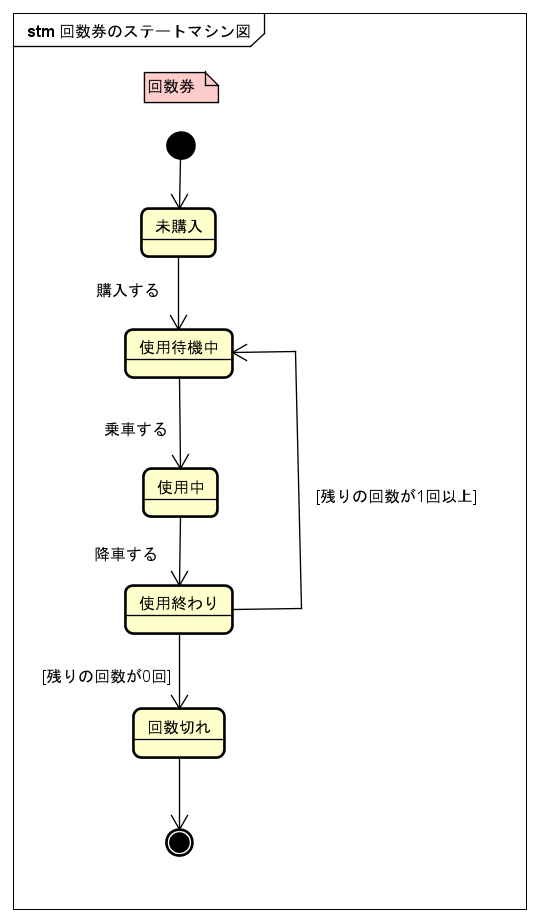 stm 回数券のステートマシン図
回数券
未購入
購入する
使用待機中
乗車する
使用中
[残りの回数が1回以上]
降車する
使用終わり
[残りの回数が0回]
回数切れ